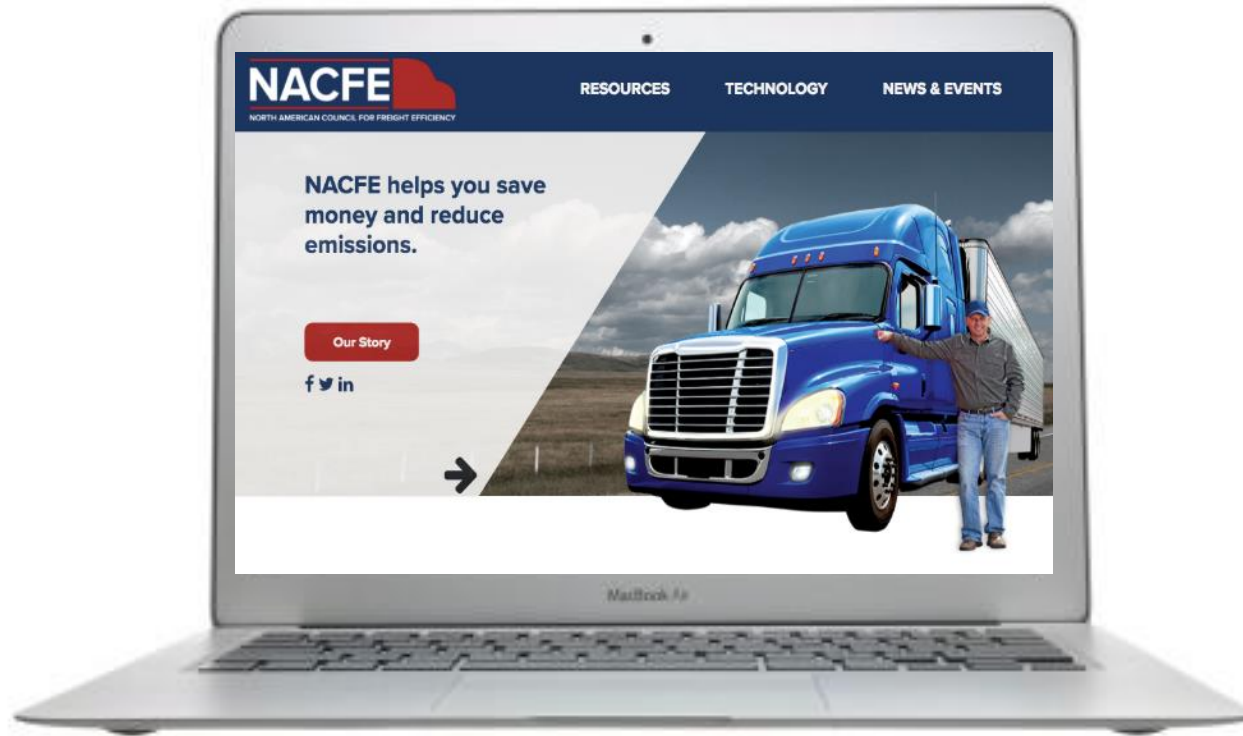 NACFE
NORTH AMERICAN COUNCIL FOR FREIGHT EFFICIENCY
RESOURCES TECHNOLOGY NEWS & EVENTS
NACFE helps you save
money and reduce
emissions.
Our Story
f in
MacBook Air